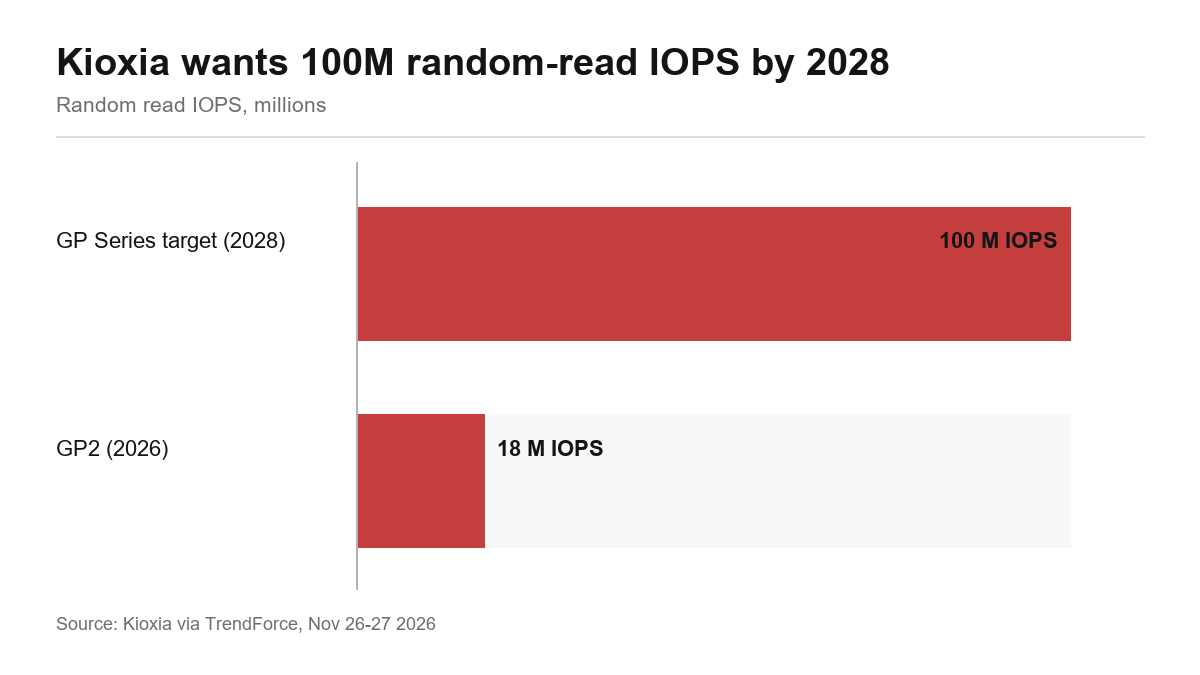 Kioxia wants 100M random-read IOPS by 2028
Random read IOPS, millions
GP Series target (2028)
100 M IOPS
GP2 (2026)
18 M IOPS
Source: Kioxia via TrendForce, Nov 26-27 2026